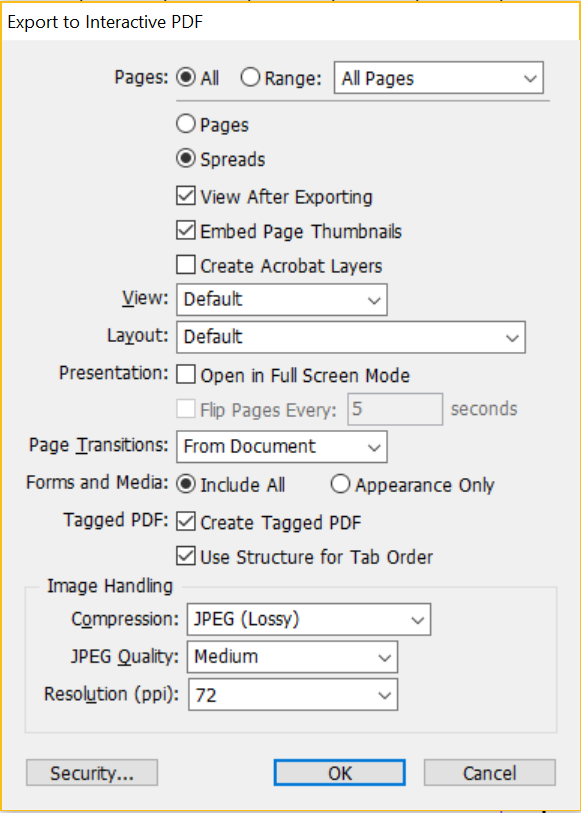 Export to Interactive PDF
Pages: All Range: All Pages
Pages
Spreads
View After Exporting
Embed Page Thumbnails
Create Acrobat Layers
View: Default
Layout: Default
Presentation: Open in Full Screen Mode
Flip Pages Every: 5 seconds
Page Transitions: From Document
Forms and Media: Include All Appearance Only
Tagged PDF: Create Tagged PDF
Use Structure for Tab Order
Image Handling
Compression: JPEG (Lossy)
JPEG Quality: Medium
Resolution (ppi): 72
Security... OK Cancel